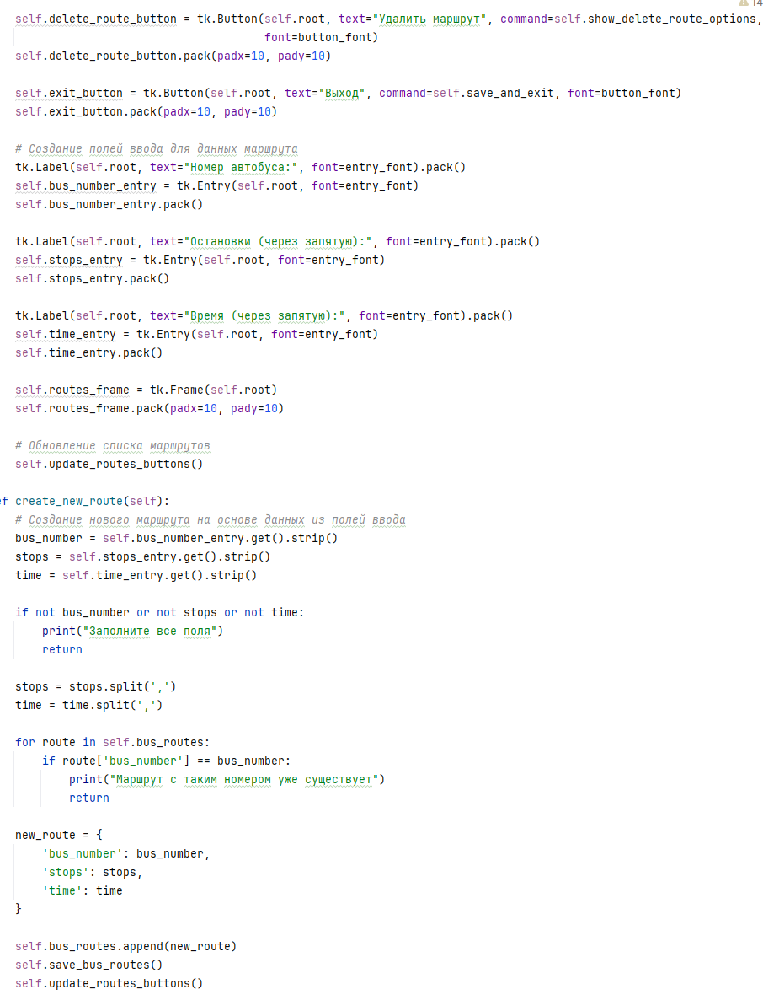 14
self.delete_route_button = tk.Button(self.root, text="Удалить маршрут", command=self.show_delete_route_options,
                                     font=button_font)
self.delete_route_button.pack(padx=10, pady=10)

self.exit_button = tk.Button(self.root, text="Выход", command=self.save_and_exit, font=button_font)
self.exit_button.pack(padx=10, pady=10)

# Создание полей ввода для данных маршрута
tk.Label(self.root, text="Номер автобуса:", font=entry_font).pack()
self.bus_number_entry = tk.Entry(self.root, font=entry_font)
self.bus_number_entry.pack()

tk.Label(self.root, text="Остановки (через запятую):", font=entry_font).pack()
self.stops_entry = tk.Entry(self.root, font=entry_font)
self.stops_entry.pack()

tk.Label(self.root, text="Время (через запятую):", font=entry_font).pack()
self.time_entry = tk.Entry(self.root, font=entry_font)
self.time_entry.pack()

self.routes_frame = tk.Frame(self.root)
self.routes_frame.pack(padx=10, pady=10)

# Обновление списка маршрутов
self.update_routes_buttons()

ef create_new_route(self):
# Создание нового маршрута на основе данных из полей ввода
bus_number = self.bus_number_entry.get().strip()
stops = self.stops_entry.get().strip()
time = self.time_entry.get().strip()

if not bus_number or not stops or not time:
    print("Заполните все поля")
    return

stops = stops.split(',')
time = time.split(',')

for route in self.bus_routes:
    if route['bus_number'] == bus_number:
        print("Маршрут с таким номером уже существует")
        return

new_route = {
    'bus_number': bus_number,
    'stops': stops,
    'time': time
}

self.bus_routes.append(new_route)
self.save_bus_routes()
self.update_routes_buttons()